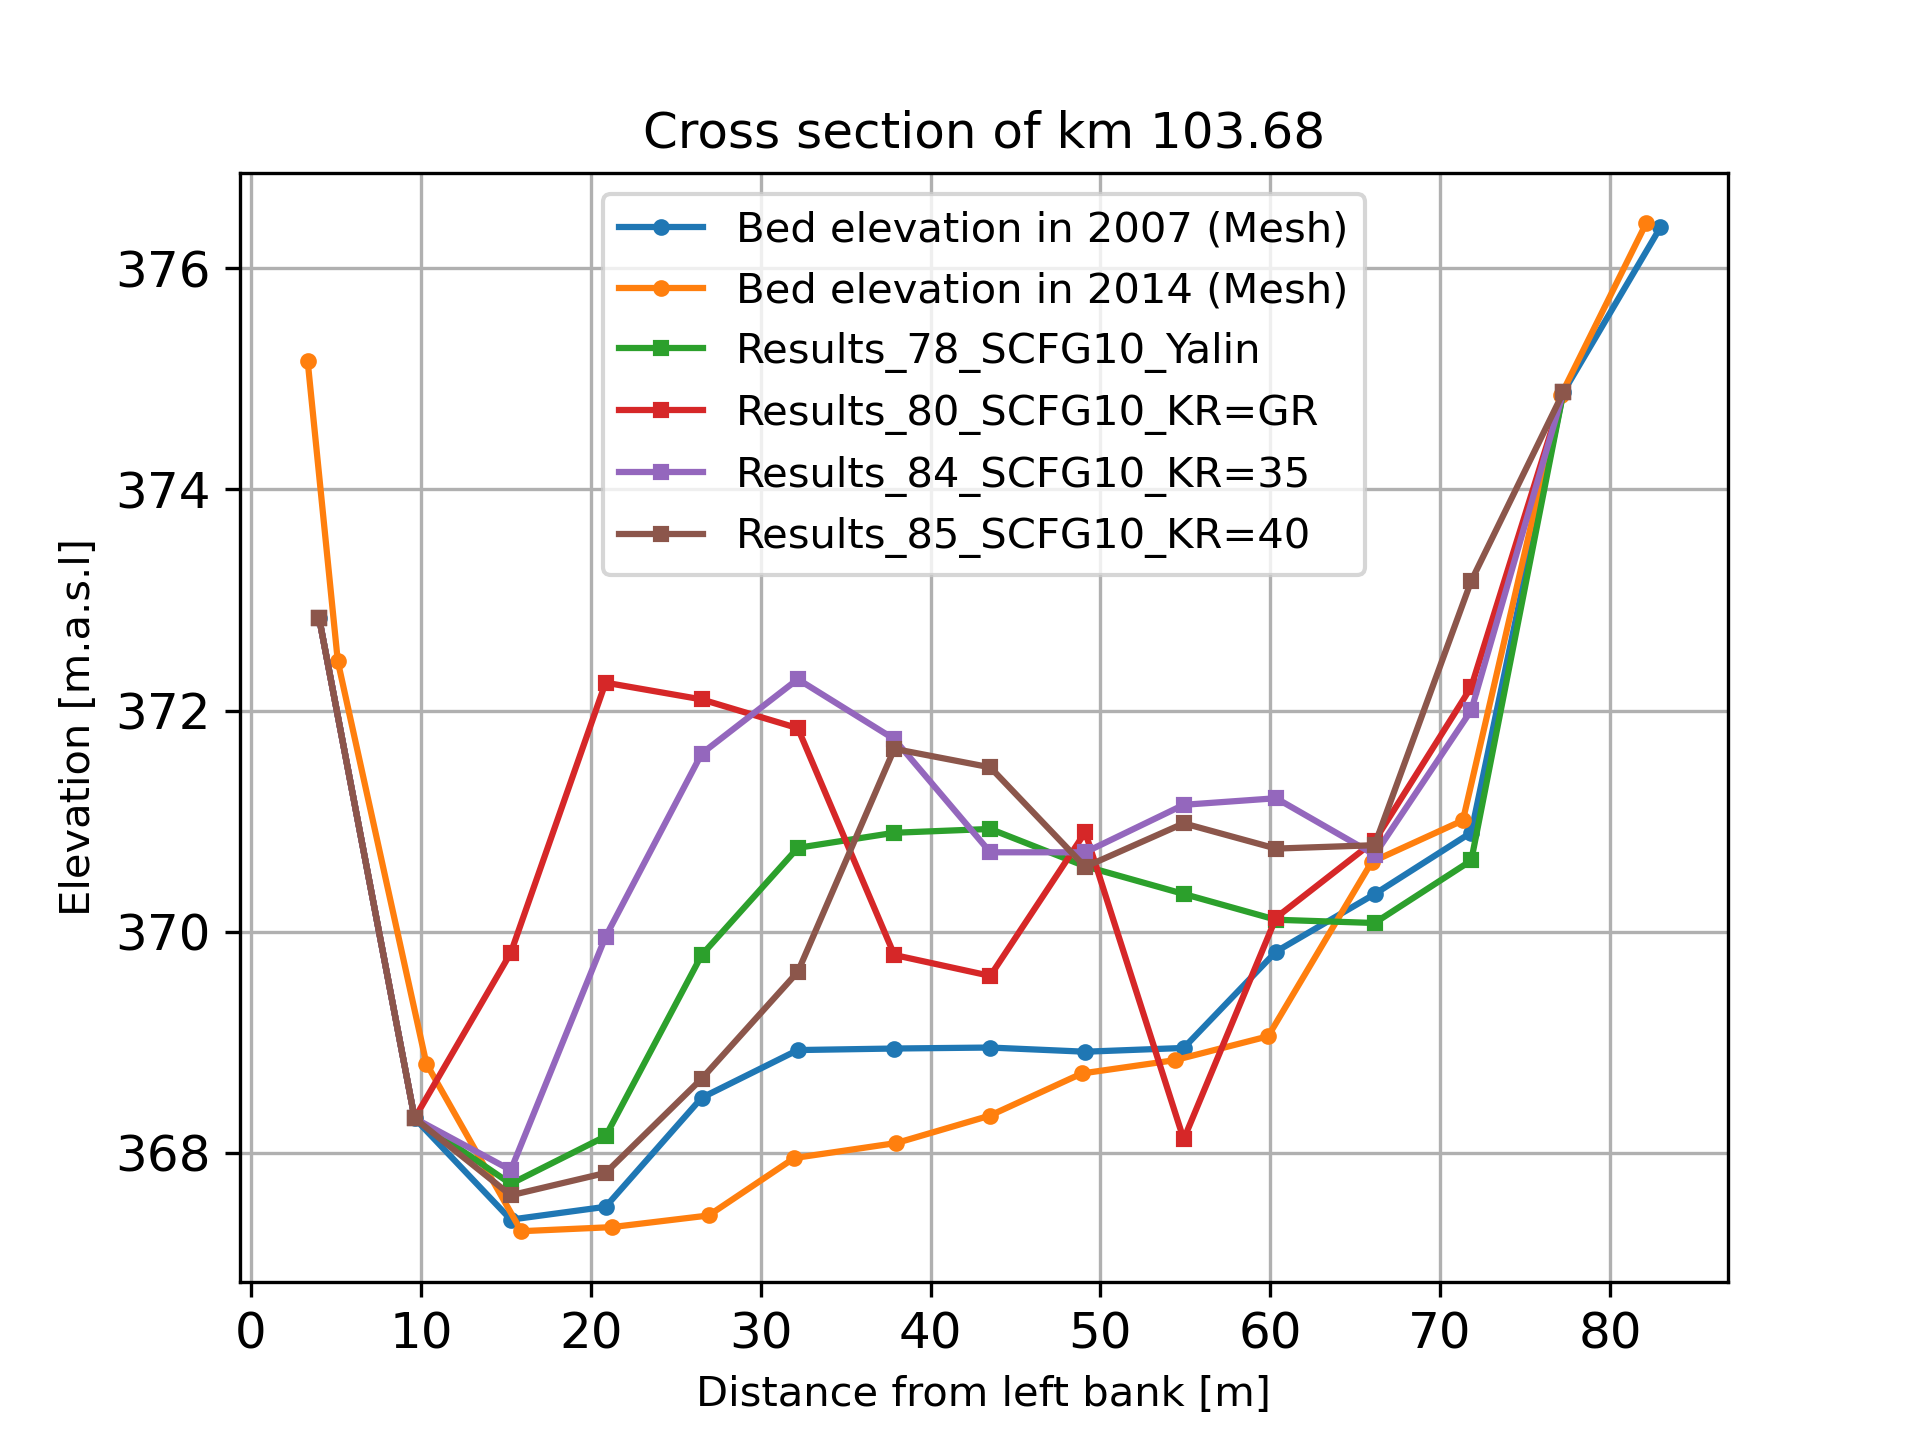 Cross section of km 103.68
Bed elevation in 2007 (Mesh)
Bed elevation in 2014 (Mesh)
Results_78_SCFG10_Yalin
Results_80_SCFG10_KR=GR
Results_84_SCFG10_KR=35
Results_85_SCFG10_KR=40
376
374
372
370
368
Elevation [m.a.s.l]
0 10 20 30 40 50 60 70 80
Distance from left bank [m]